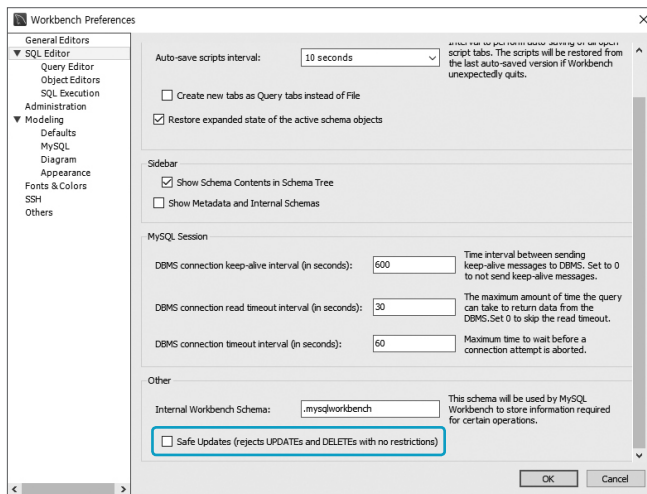 Workbench Preferences
General Editors
SQL Editor
Query Editor
Object Editors
SQL Execution
Administration
Modeling
Defaults
MySQL
Diagram
Appearance
Fonts & Colors
SSH
Others
Auto-save scripts interval:
10 seconds
Interval to perform auto-saving of all open
script tabs. The scripts will be restored from
the last auto-saved version if Workbench
unexpectedly quits.
Create new tabs as Query tabs instead of File
Restore expanded state of the active schema objects
Sidebar
Show Schema Contents in Schema Tree
Show Metadata and Internal Schemas
MySQL Session
DBMS connection keep-alive interval (in seconds):
600
Time interval between sending
keep-alive messages to DBMS. Set to 0
to not send keep-alive messages.
DBMS connection read timeout interval (in seconds):
30
The maximum amount of time the query
can take to return data from the
DBMS.Set 0 to skip the read timeout.
DBMS connection timeout interval (in seconds):
60
Maximum time to wait before a
connection attempt is aborted.
Other
Internal Workbench Schema:
.mysqlworkbench
This schema will be used by MySQL
Workbench to store information required
for certain operations.
Safe Updates (rejects UPDATEs and DELETEs with no restrictions)
OK
Cancel